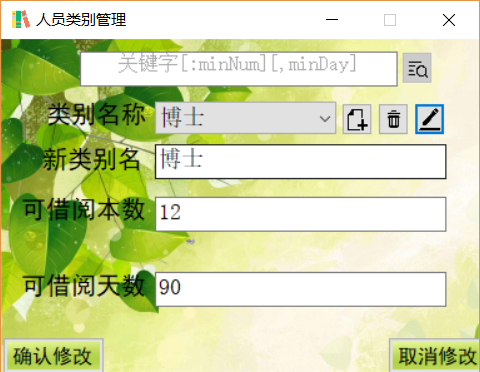 人员类别管理
关键字[:minNum][,minDay]
类别名称 博士
新类别名 博士
可借阅本数 12
可借阅天数 90
确认修改 取消修改